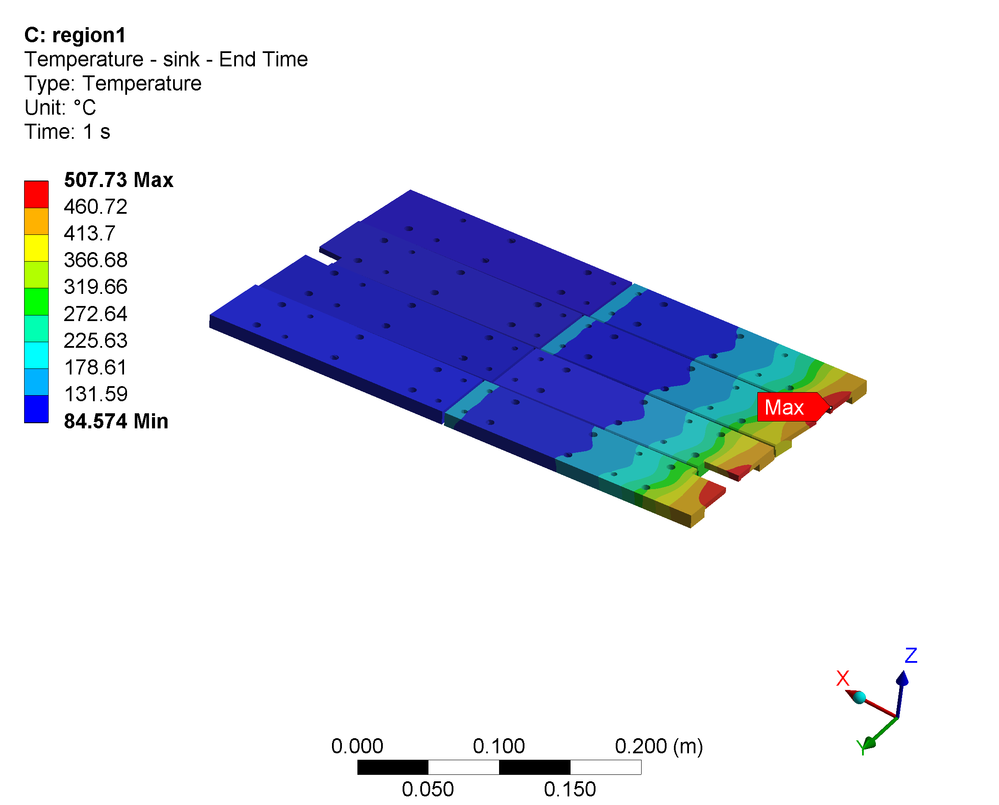 C: region1
Temperature - sink - End Time
Type: Temperature
Unit: °C
Time: 1 s
507.73 Max
460.72
413.7
366.68
319.66
272.64
225.63
178.61
131.59
84.574 Min
Max
Z
X
Y
0.000 0.100 0.200 (m)
0.050 0.150